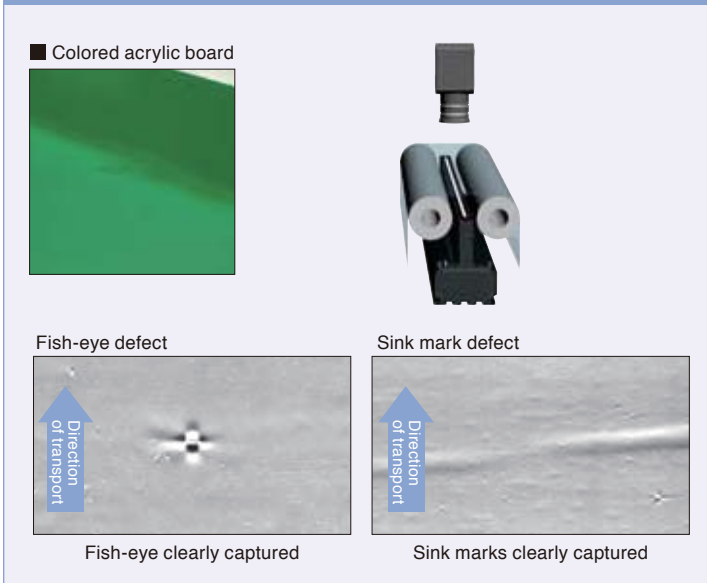 Colored acrylic board
Fish-eye defect
Direction
of transport
Fish-eye clearly captured
Sink mark defect
Direction
of transport
Sink marks clearly captured